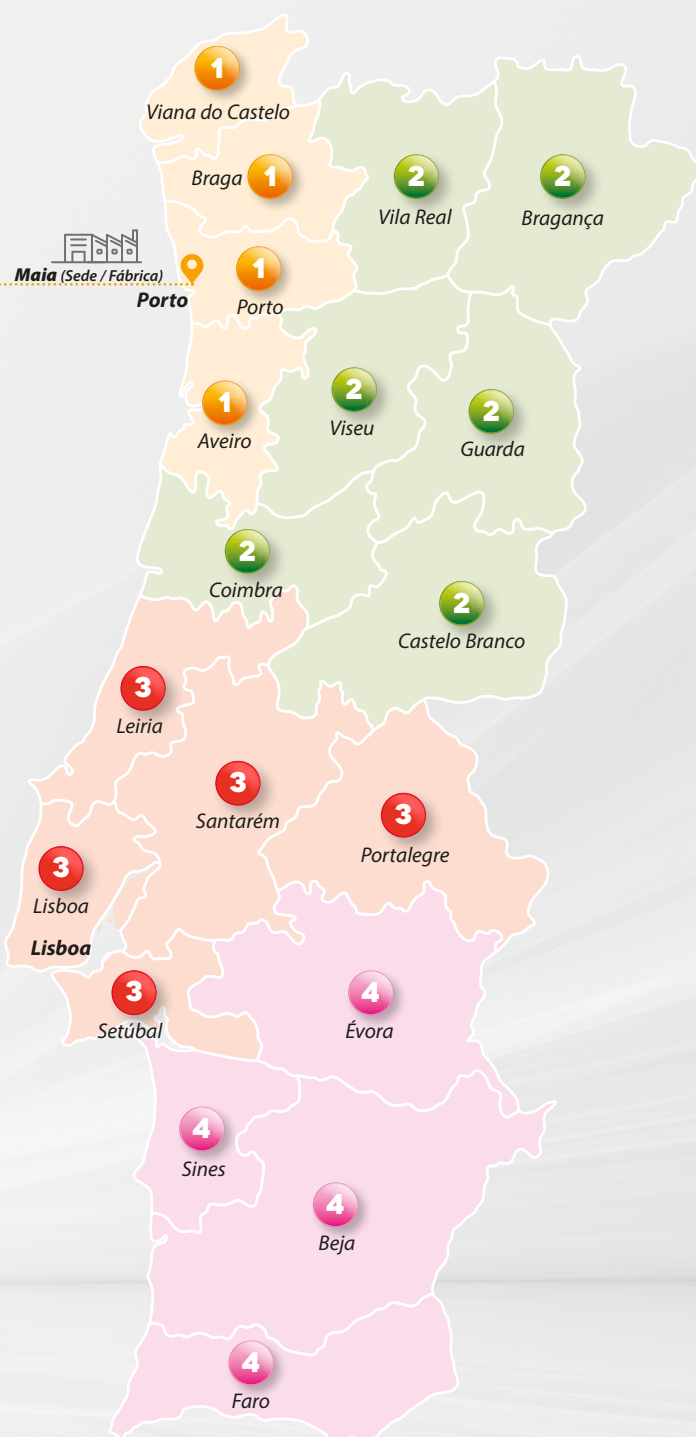 1
Viana do Castelo
Braga 1
2
Vila Real
2
Bragança
Maia (Sede / Fábrica)
Porto
1
Porto
1
Aveiro
2
Viseu
2
Guarda
2
Coimbra
2
Castelo Branco
3
Leiria
3
Santarém
3
Portalegre
3
Lisboa
Lisboa
3
Setúbal
4
Évora
4
Sines
4
Beja
4
Faro